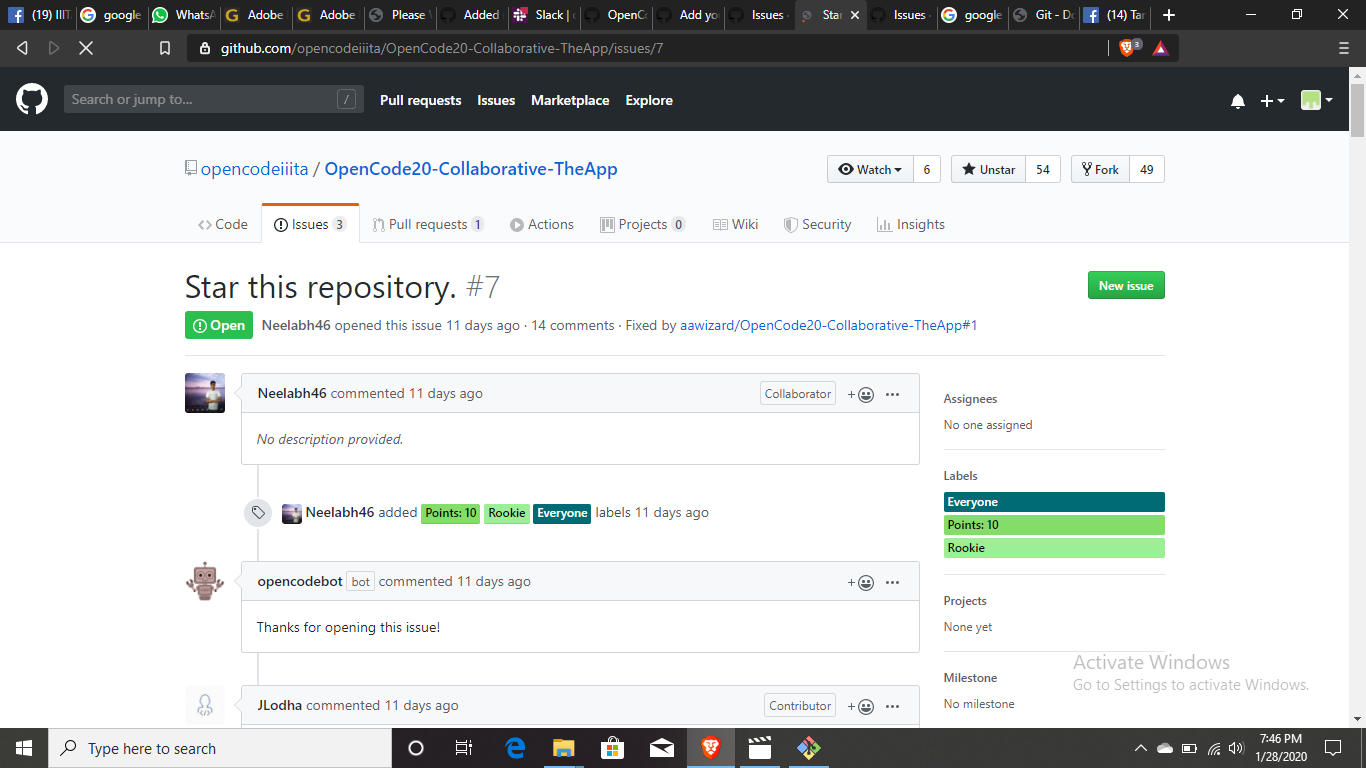 (19) IIIT
google
WhatsA
Adobe
Adobe
Please
Added
Slack |
OpenCo
Add yo
Issues
Star
Issues
google
Git - Do
(14) Tar
github.com/opencodeiiita/OpenCode20-Collaborative-TheApp/issues/7
3
Search or jump to...
/
Pull requests
Issues
Marketplace
Explore
opencodeiiita / OpenCode20-Collaborative-TheApp
Watch 6
Unstar 54
Fork 49
Code
Issues 3
Pull requests 1
Actions
Projects 0
Wiki
Security
Insights
Star this repository. #7
New issue
Open
Neelabh46 opened this issue 11 days ago · 14 comments · Fixed by aawizard/OpenCode20-Collaborative-TheApp#1
Neelabh46 commented 11 days ago
Collaborator
No description provided.
Neelabh46 added Points: 10 Rookie Everyone labels 11 days ago
opencodebot bot commented 11 days ago
Thanks for opening this issue!
JLodha commented 11 days ago
Contributor
Assignees
No one assigned
Labels
Everyone
Points: 10
Rookie
Projects
None yet
Milestone
No milestone
Activate Windows
Go to Settings to activate Windows.
Type here to search
7:46 PM
1/28/2020